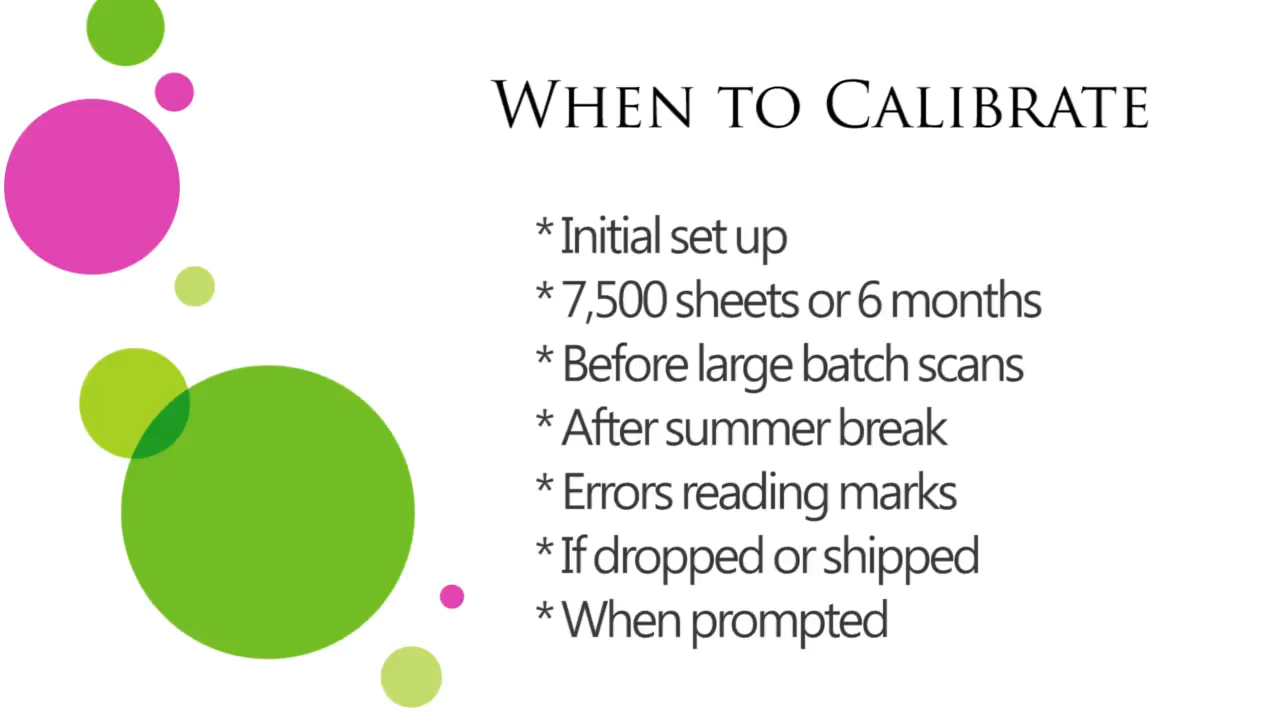 When to Calibrate
* Initial set up
* 7,500 sheets or 6 months
* Before large batch scans
* After summer break
* Errors reading marks
* If dropped or shipped
* When prompted